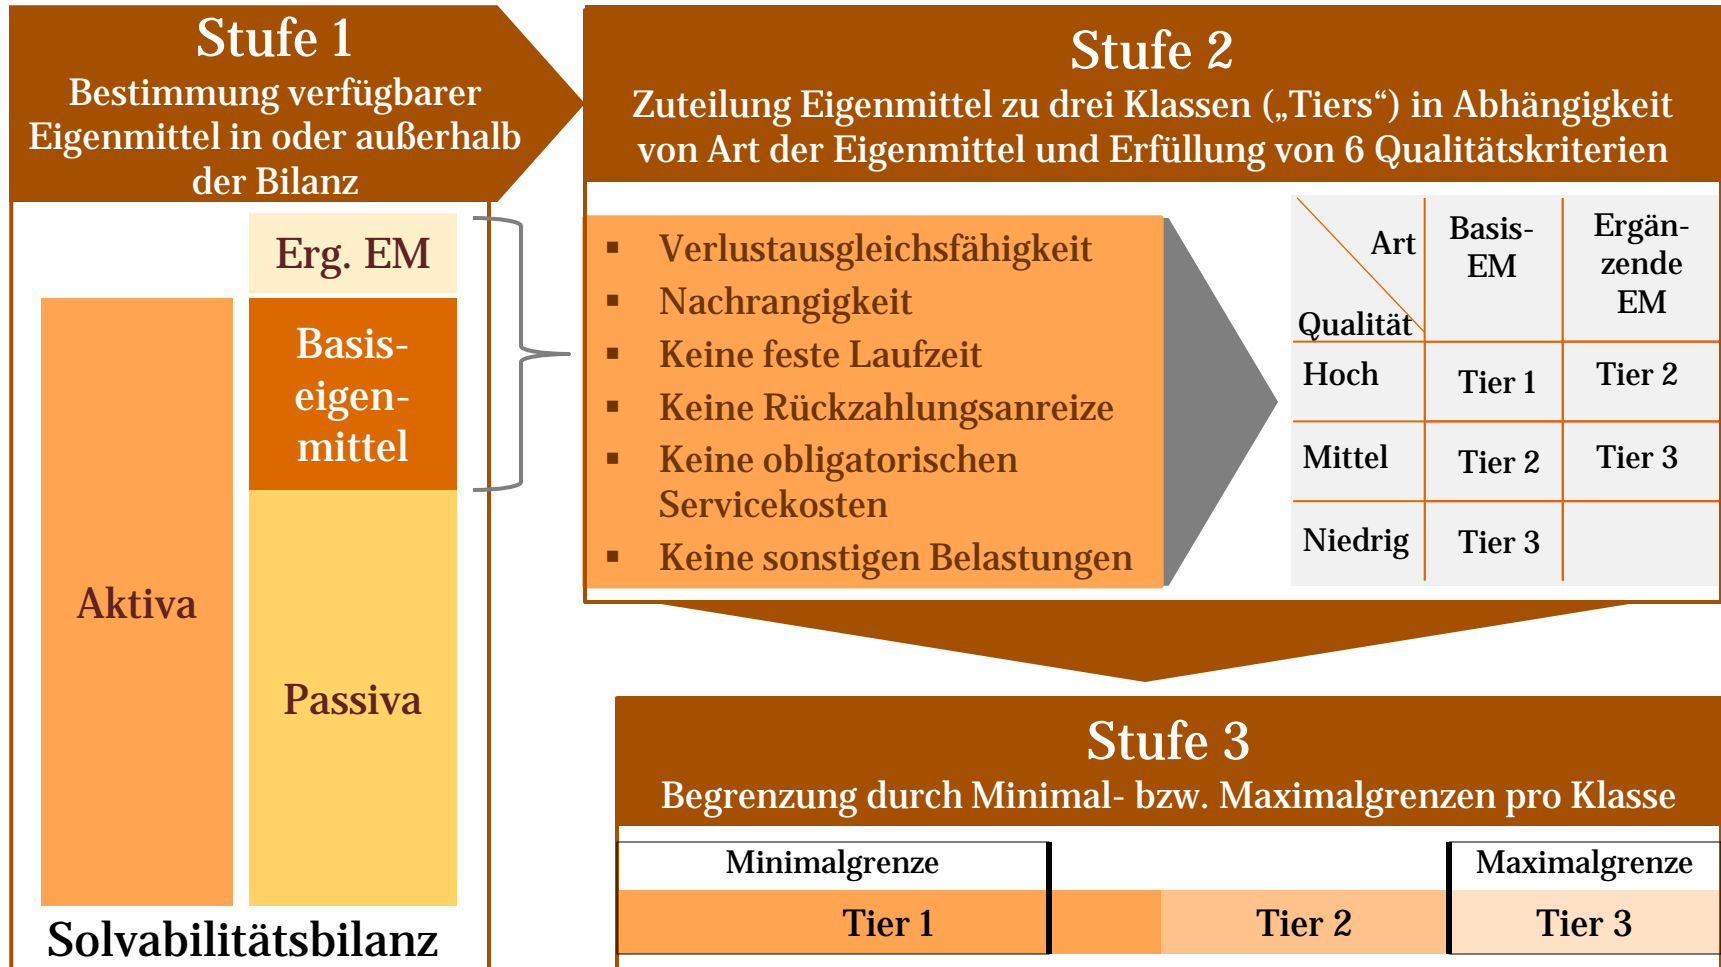 Stufe 1
Bestimmung verfügbarer
Eigenmittel in oder außerhalb
der Bilanz
Erg. EM
Basis-
eigen-
mittel
Aktiva
Passiva
Solvabilitätsbilanz
Stufe 2
Zuteilung Eigenmittel zu drei Klassen („Tiers“) in Abhängigkeit
von Art der Eigenmittel und Erfüllung von 6 Qualitätskriterien
▪ Verlustausgleichsfähigkeit
▪ Nachrangigkeit
▪ Keine feste Laufzeit
▪ Keine Rückzahlungsanreize
▪ Keine obligatorischen
Servicekosten
▪ Keine sonstigen Belastungen
Art
Qualität
Basis-
EM
Ergän-
zende
EM
Hoch Tier 1 Tier 2
Mittel Tier 2 Tier 3
Niedrig Tier 3
Stufe 3
Begrenzung durch Minimal- bzw. Maximalgrenzen pro Klasse
Minimalgrenze Maximalgrenze
Tier 1 Tier 2 Tier 3